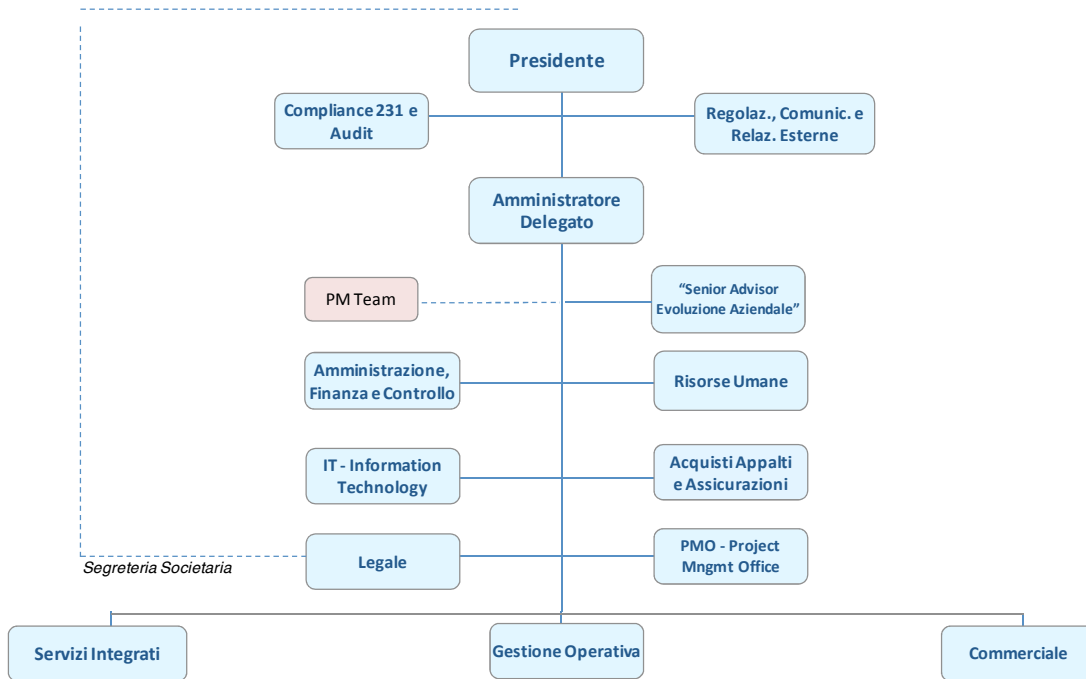 Presidente
Compliance 231 e
Audit
Regolaz., Comunic. e
Relaz. Esterne
Amministratore
Delegato
PM Team
“Senior Advisor
Evoluzione Aziendale”
Amministrazione,
Finanza e Controllo
Risorse Umane
IT - Information
Technology
Acquisti Appalti
e Assicurazioni
Legale
PMO - Project
Mngmt Office
Segreteria Societaria
Servizi Integrati
Gestione Operativa
Commerciale